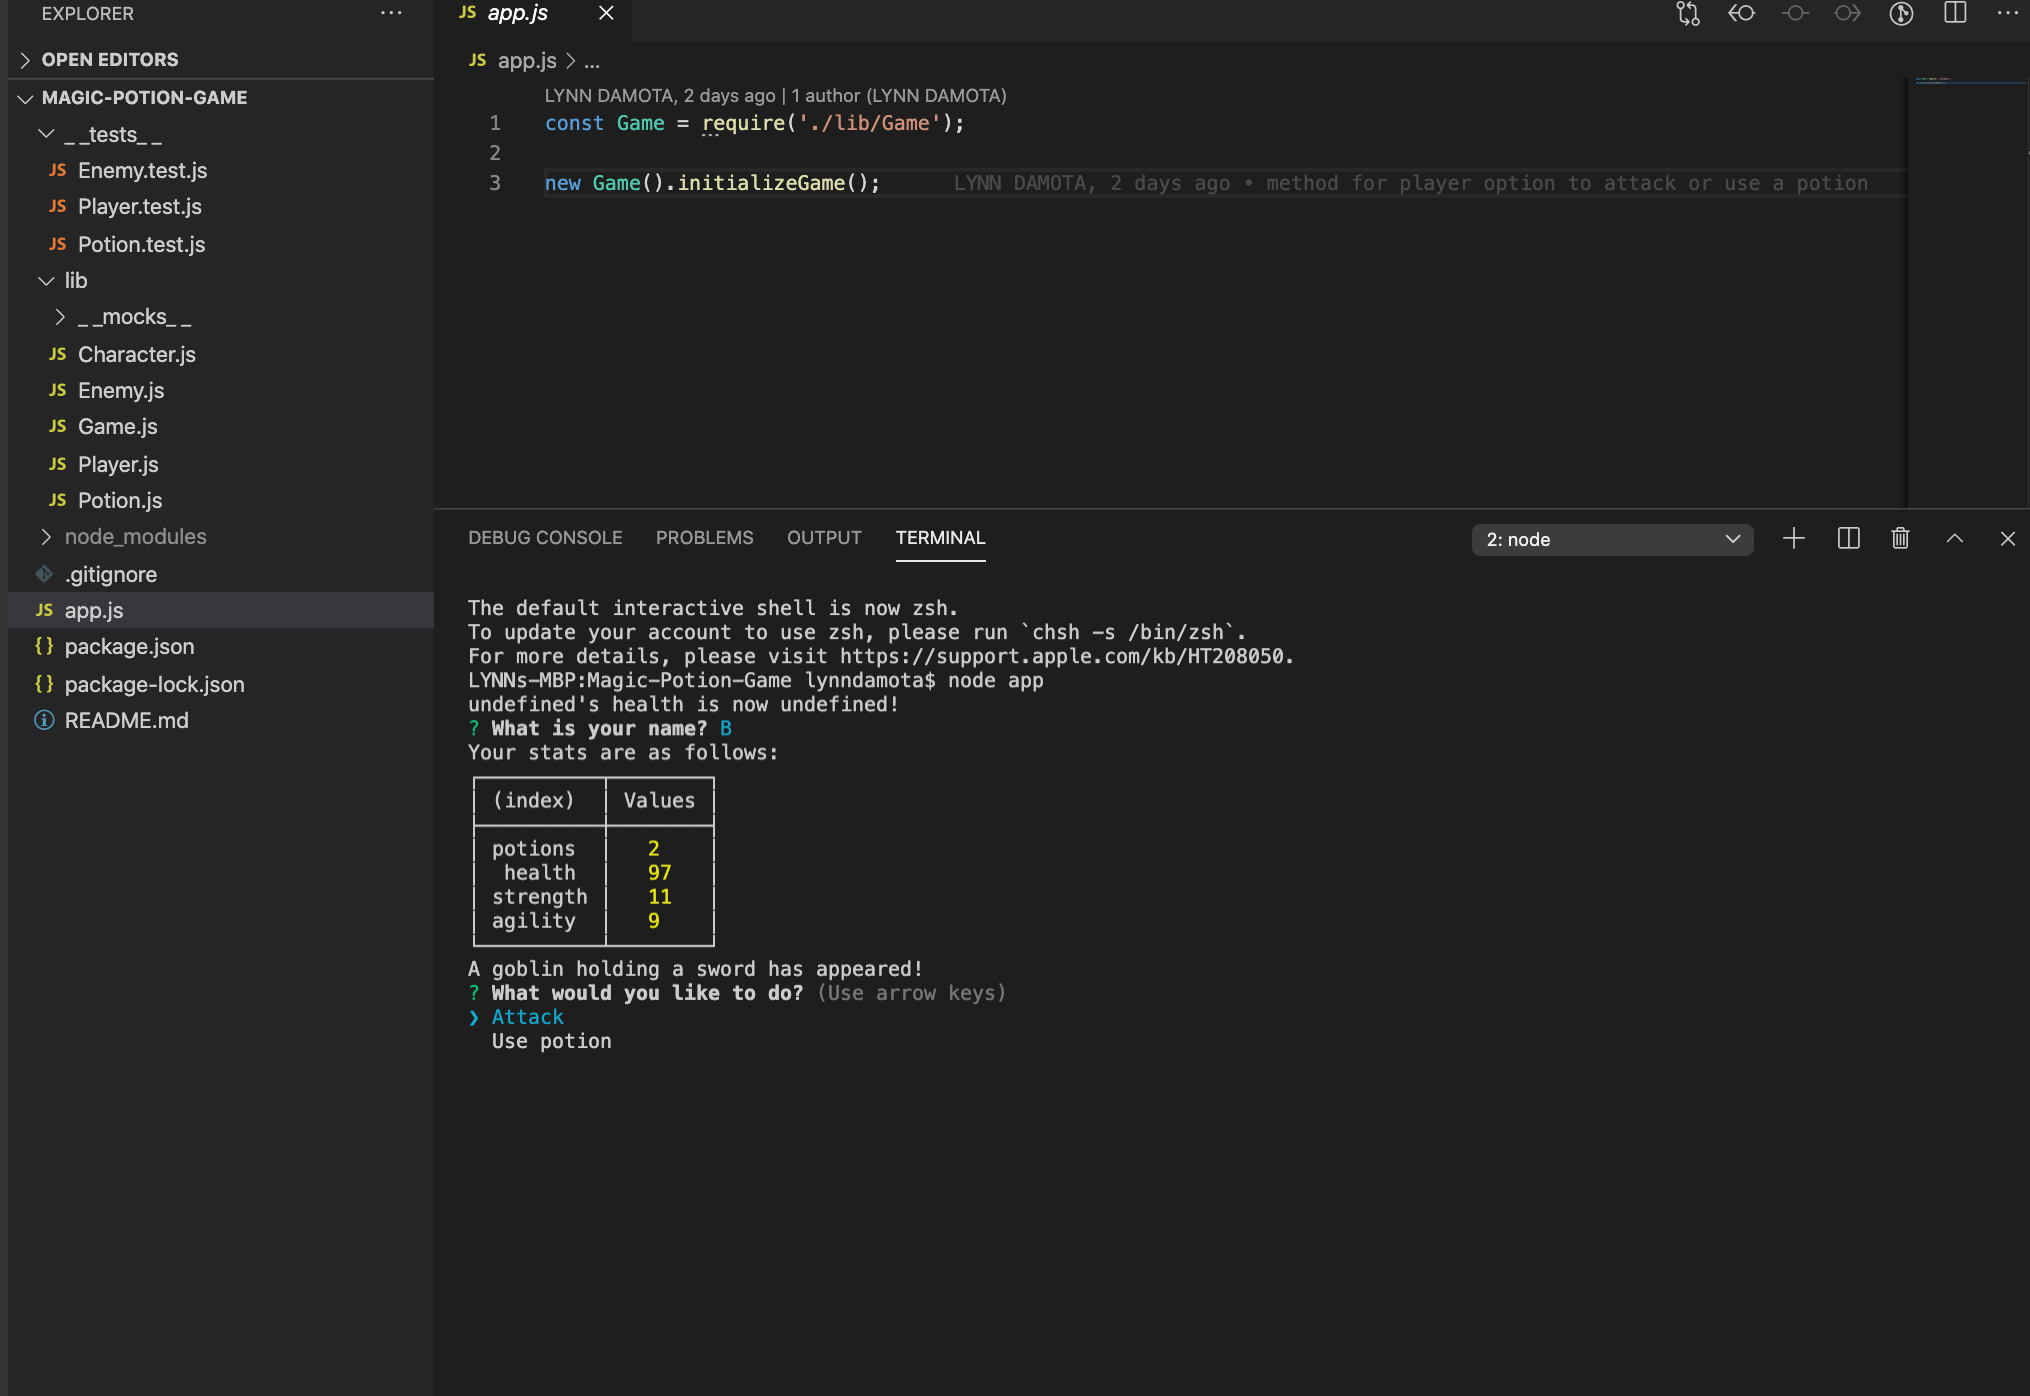 EXPLORER
OPEN EDITORS
MAGIC-POTION-GAME
__tests__
JS Enemy.test.js
JS Player.test.js
JS Potion.test.js
lib
__mocks__
JS Character.js
JS Enemy.js
JS Game.js
JS Player.js
JS Potion.js
node_modules
.gitignore
JS app.js
{} package.json
{} package-lock.json
README.md
JS app.js
JS app.js > ...
LYNN DAMOTA, 2 days ago | 1 author (LYNN DAMOTA)
1 const Game = require('./lib/Game');
2
3 new Game().initializeGame(); LYNN DAMOTA, 2 days ago • method for player option to attack or use a potion
DEBUG CONSOLE PROBLEMS OUTPUT TERMINAL 2: node
The default interactive shell is now zsh.
To update your account to use zsh, please run `chsh -s /bin/zsh`.
For more details, please visit https://support.apple.com/kb/HT208050.
LYNNs-MBP:Magic-Potion-Game lynndamota$ node app
undefined's health is now undefined!
? What is your name? B
Your stats are as follows:
(index) Values
potions 2
health 97
strength 11
agility 9
A goblin holding a sword has appeared!
? What would you like to do? (Use arrow keys)
❯ Attack
Use potion